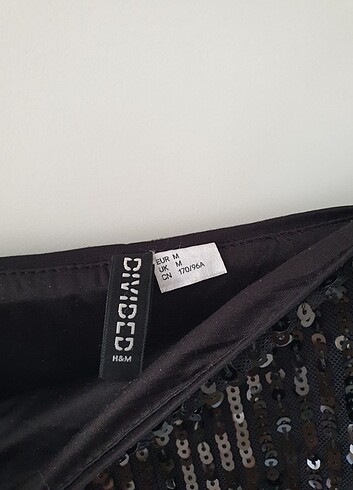 DIVIDED
H&M
EUR M
UK M
CN 170/96A